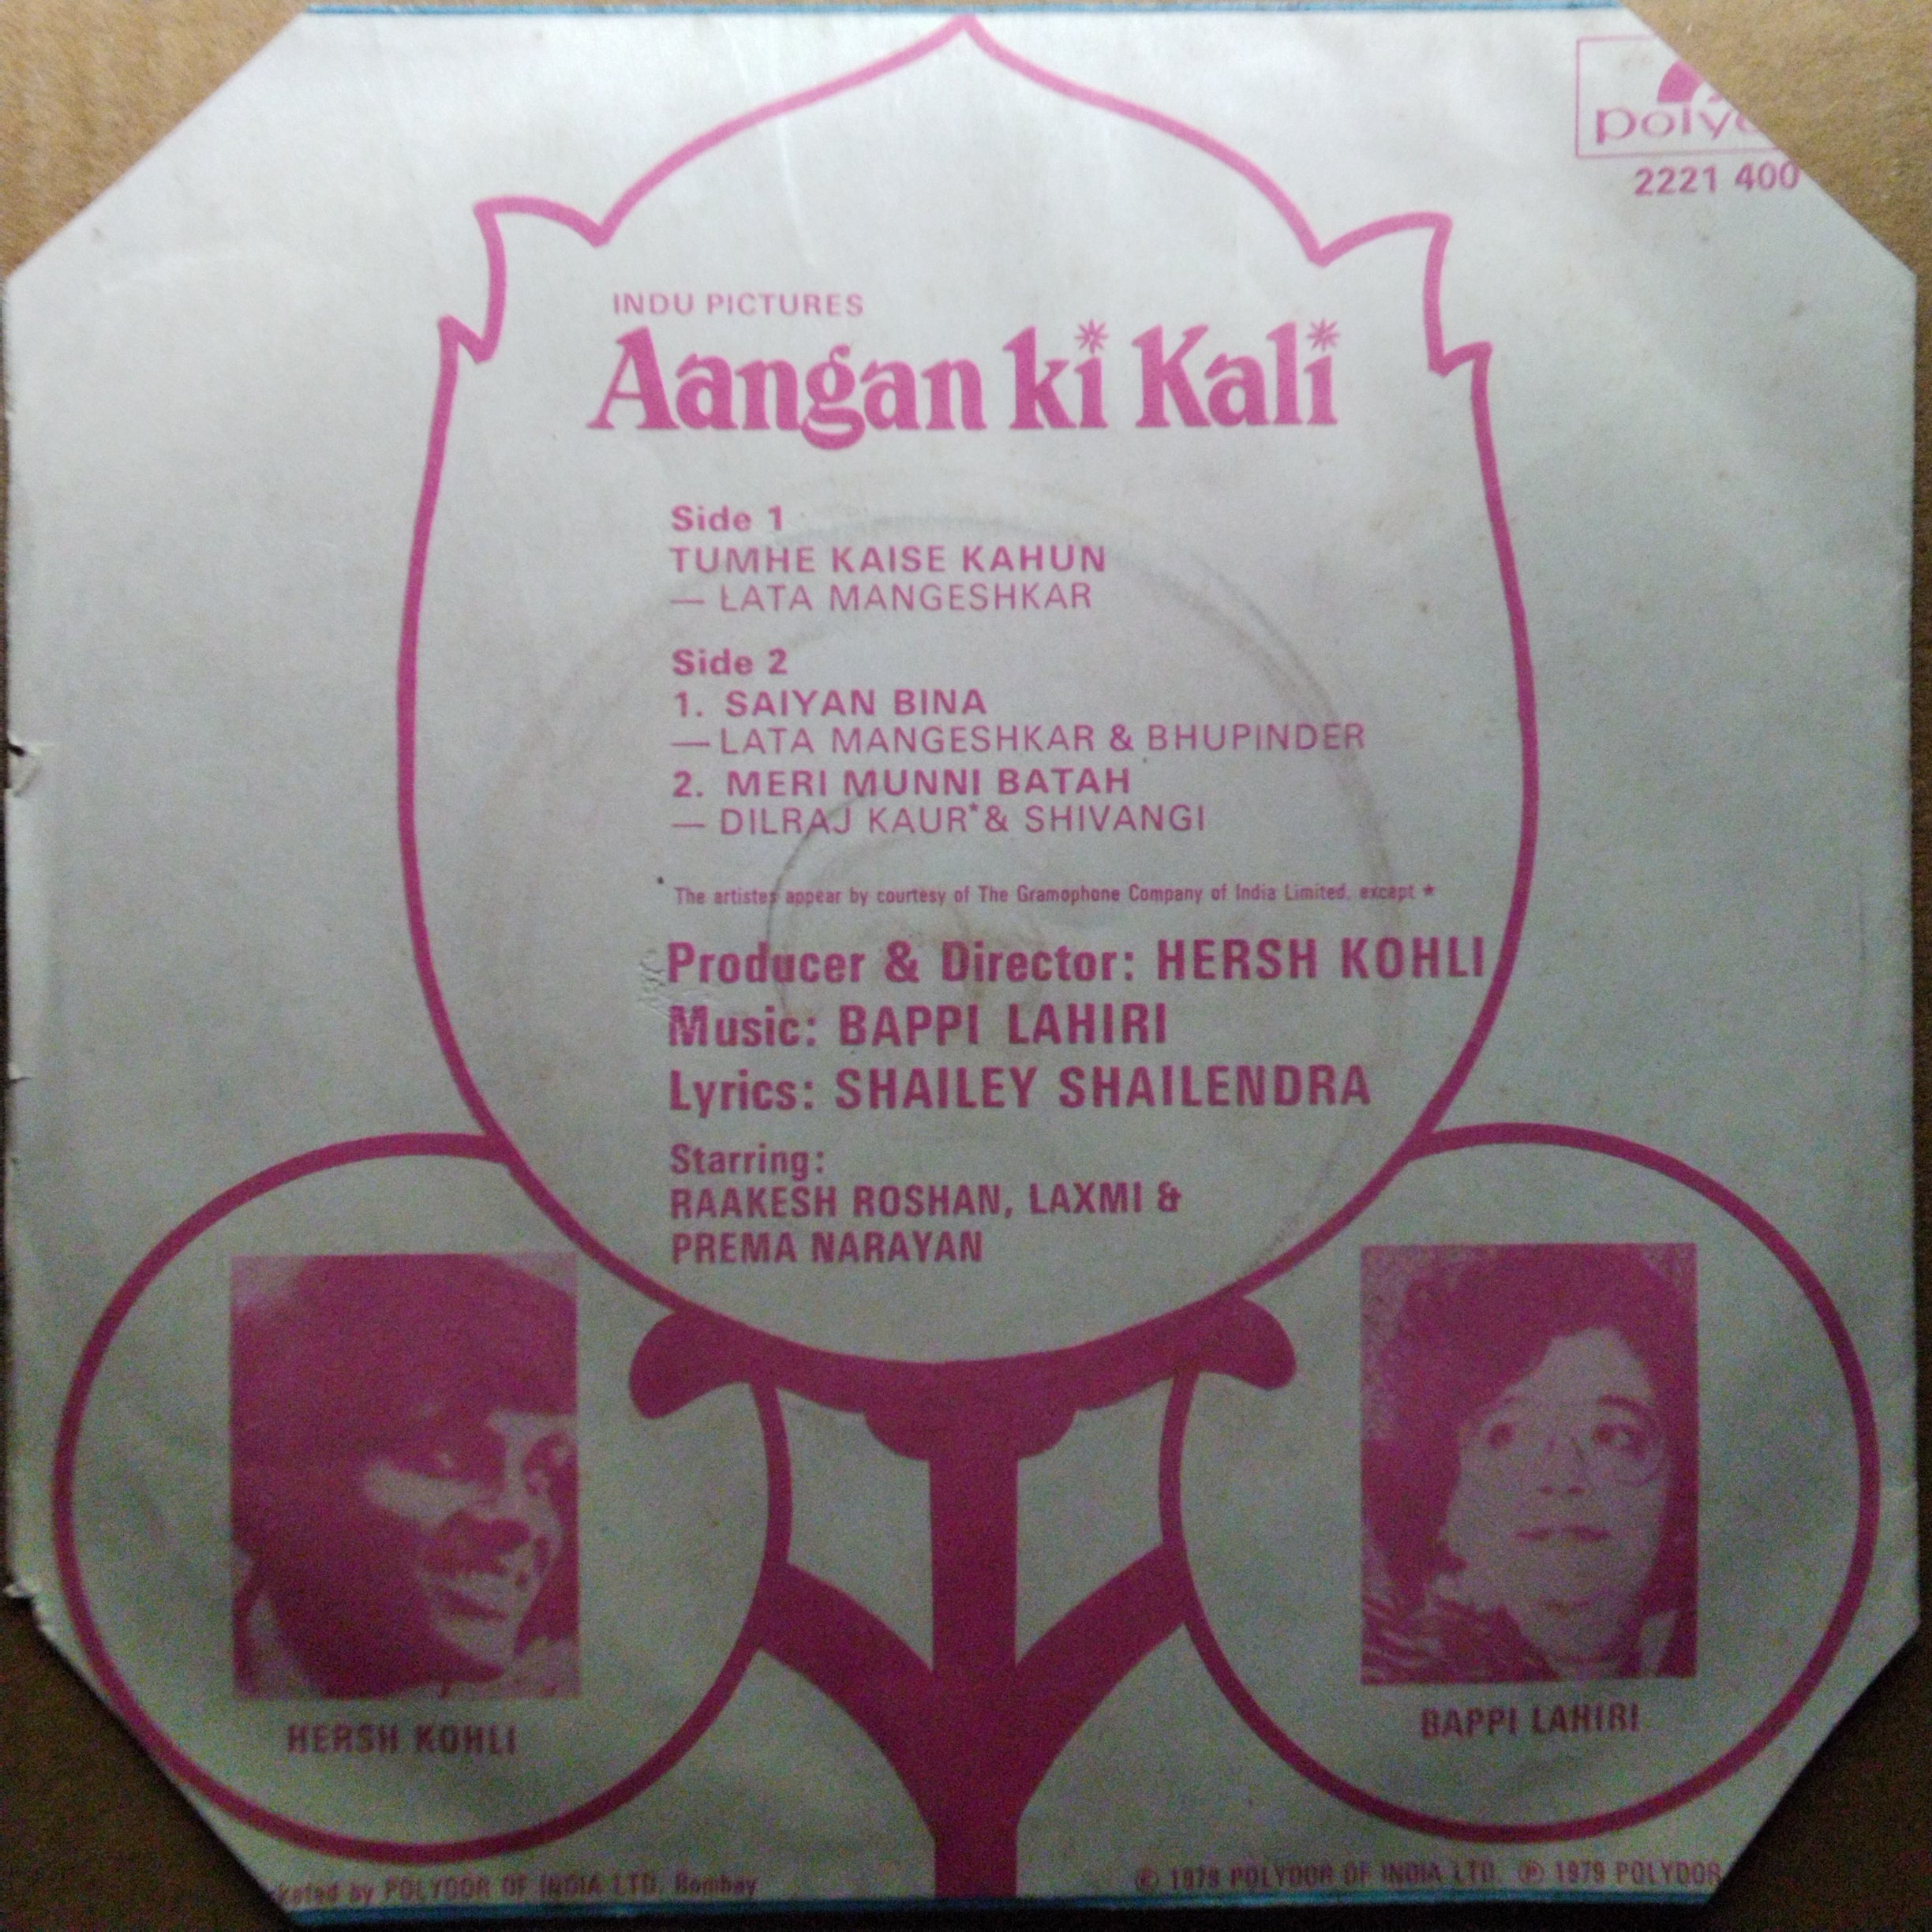 2221 400
INDU PICTURES
Aangan ki Kali
Side 1
TUMHE KAISE KAHUN
— LATA MANGESHKAR
Side 2
1. SAIYAN BINA
— LATA MANGESHKAR & BHUPINDER
2. MERI MUNNI BATAH
— DILRAJ KAUR* & SHIVANGI
The artistes appear by courtesy of The Gramophone Company of India Limited, except *
Producer & Director: HERSH KOHLI
Music: BAPPI LAHIRI
Lyrics: SHAILEY SHAILENDRA
Starring:
RAAKESH ROSHAN, LAXMI &
PREMA NARAYAN
HERSH KOHLI
BAPPI LAHIRI
by POLYDOR OF INDIA LTD, Bombay
© 1979 POLYDOR OF INDIA LTD. ℗ 1979 POLYDOR